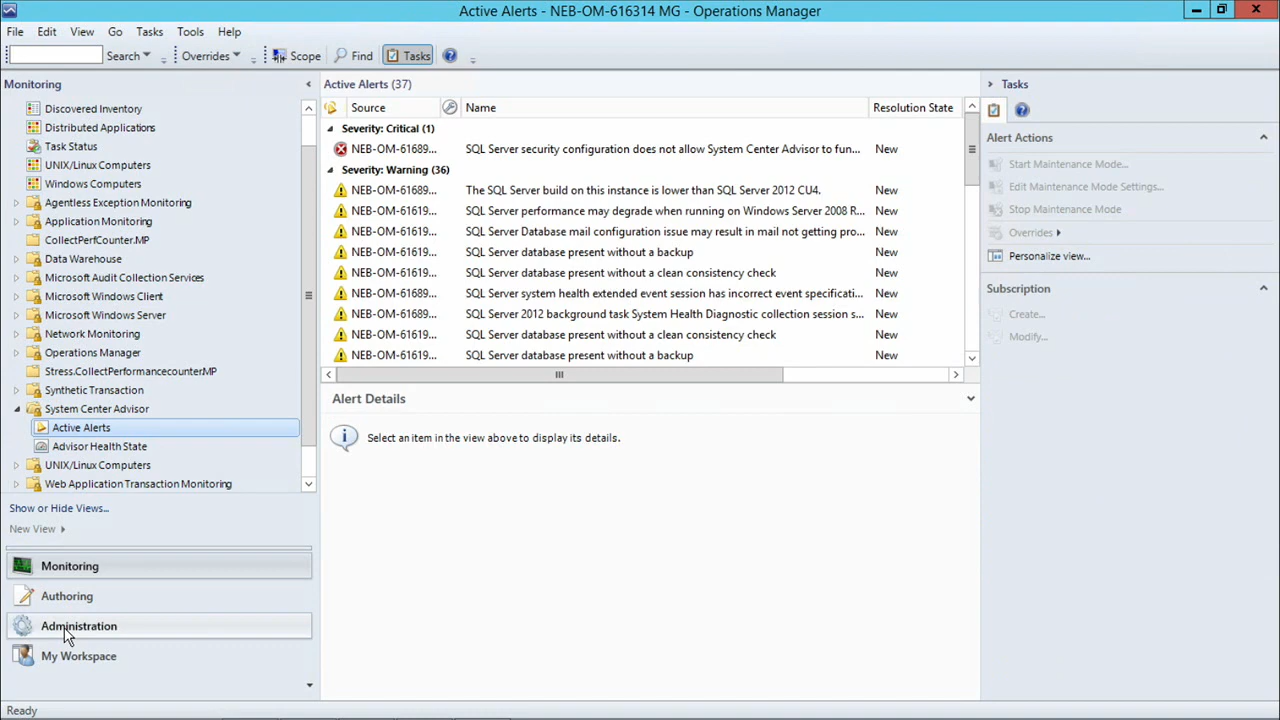 Active Alerts - NEB-OM-616314 MG - Operations Manager
File Edit View Go Tasks Tools Help
Search Overrides Scope Find Tasks
Monitoring
Discovered Inventory
Distributed Applications
Task Status
UNIX/Linux Computers
Windows Computers
Agentless Exception Monitoring
Application Monitoring
CollectPerfCounter.MP
Data Warehouse
Microsoft Audit Collection Services
Microsoft Windows Client
Microsoft Windows Server
Network Monitoring
Operations Manager
Stress.CollectPerformancecounterMP
Synthetic Transaction
System Center Advisor
Active Alerts
Advisor Health State
UNIX/Linux Computers
Web Application Transaction Monitoring
Show or Hide Views...
New View
Monitoring
Authoring
Administration
My Workspace
Active Alerts (37)
Source Name Resolution State
Severity: Critical (1)
NEB-OM-61689... SQL Server security configuration does not allow System Center Advisor to fun... New
Severity: Warning (36)
NEB-OM-61689... The SQL Server build on this instance is lower than SQL Server 2012 CU4. New
NEB-OM-61619... SQL Server performance may degrade when running on Windows Server 2008 R... New
NEB-OM-61619... SQL Server Database mail configuration issue may result in mail not getting pro... New
NEB-OM-61619... SQL Server database present without a backup New
NEB-OM-61619... SQL Server database present without a clean consistency check New
NEB-OM-61689... SQL Server system health extended event session has incorrect event specificati... New
NEB-OM-61689... SQL Server 2012 background task System Health Diagnostic collection session s... New
NEB-OM-61619... SQL Server database present without a clean consistency check New
NEB-OM-61619... SQL Server database present without a backup New
Alert Details
Select an item in the view above to display its details.
Tasks
Alert Actions
Start Maintenance Mode...
Edit Maintenance Mode Settings...
Stop Maintenance Mode
Overrides
Personalize view...
Subscription
Create...
Modify...
Ready